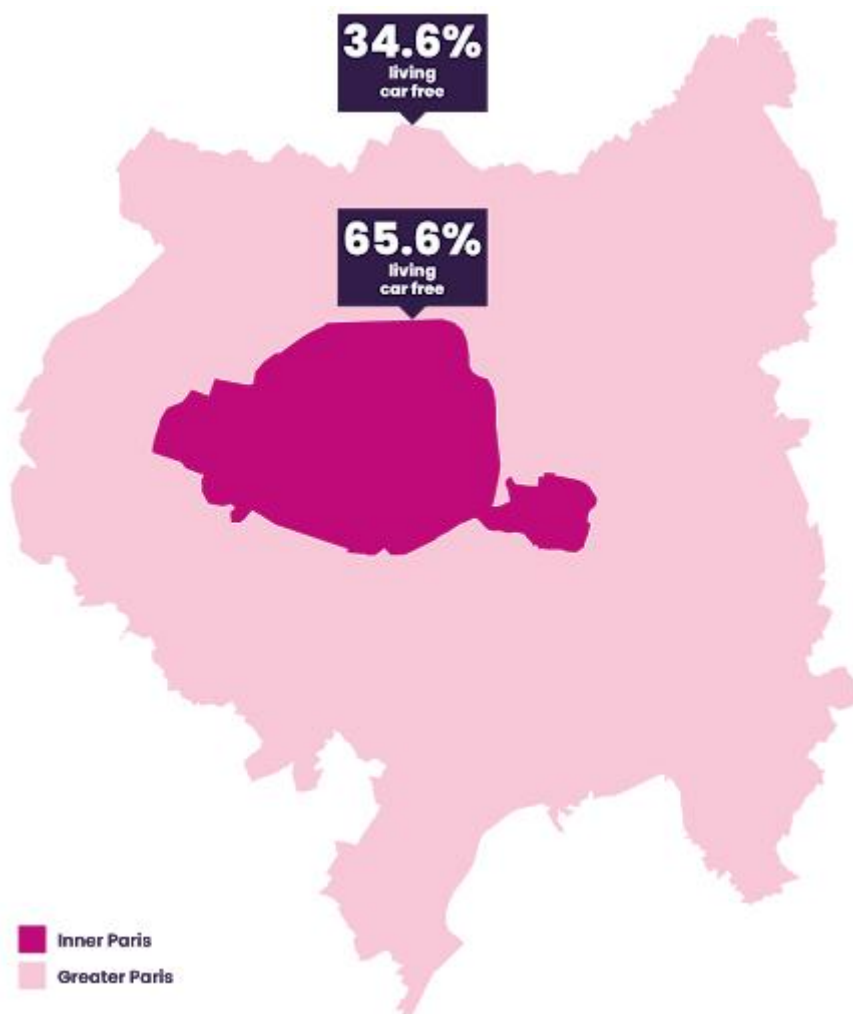 34.6%
living
car free
65.6%
living
car free
Inner Paris
Greater Paris